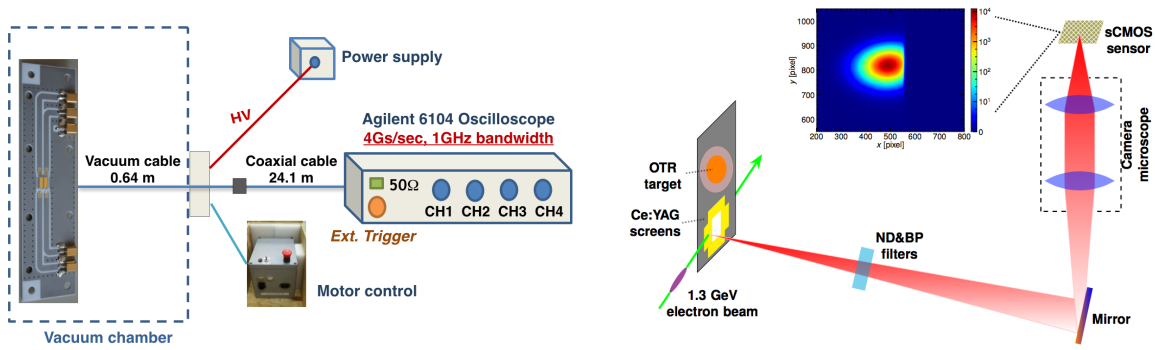 Power supply
HV
Agilent 6104 Oscilloscope
4Gs/sec, 1GHz bandwidth
Vacuum cable
0.64 m
Coaxial cable
24.1 m
50Ω
CH1 CH2 CH3 CH4
Ext. Trigger
Motor control
Vacuum chamber
y [pixel]
1000
900
800
700
600
200 300 400 500 600 700 800
x [pixel]
10⁴
10³
10²
10
0
sCMOS
sensor
Camera
microscope
OTR
target
Ce:YAG
screens
ND&BP
filters
1.3 GeV
electron beam
Mirror